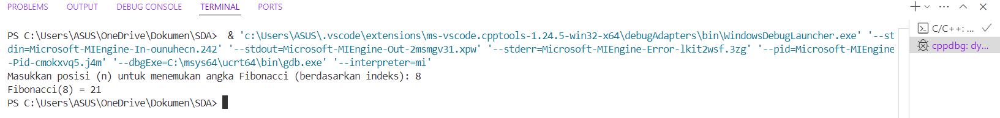 PROBLEMS OUTPUT DEBUG CONSOLE TERMINAL PORTS
PS C:\Users\ASUS\OneDrive\Dokumen\SDA>  & 'c:\Users\ASUS\.vscode\extensions\ms-vscode.cpptools-1.24.5-win32-x64\debugAdapters\bin\WindowsDebugLauncher.exe' '--st
din=Microsoft-MIEngine-In-ounuhecn.242' '--stdout=Microsoft-MIEngine-Out-2msmgv31.xpw' '--stderr=Microsoft-MIEngine-Error-lkit2wsf.3zg' '--pid=Microsoft-MIEngine
-Pid-cmokxvq5.j4m' '--dbgExe=C:\msys64\ucrt64\bin\gdb.exe' '--interpreter=mi'
Masukkan posisi (n) untuk menemukan angka Fibonacci (berdasarkan indeks): 8
Fibonacci(8) = 21
PS C:\Users\ASUS\OneDrive\Dokumen\SDA>
C/C++: ...
cppdbg: dy...